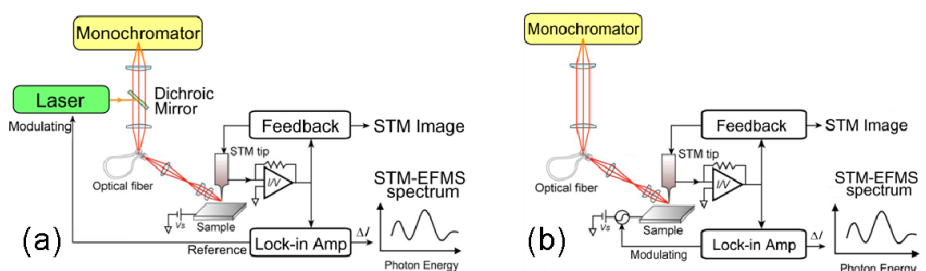 Monochromator
Laser
Dichroic
Mirror
Modulating
Feedback
STM Image
STM tip
Optical fiber
I/V
STM-EFMS
spectrum
Vs
Sample
(a)
Reference
Lock-in Amp
ΔI
Photon Energy
Monochromator
Feedback
STM Image
STM tip
Optical fiber
I/V
STM-EFMS
spectrum
Vs
Sample
(b)
Modulating
Lock-in Amp
ΔI
Photon Energy